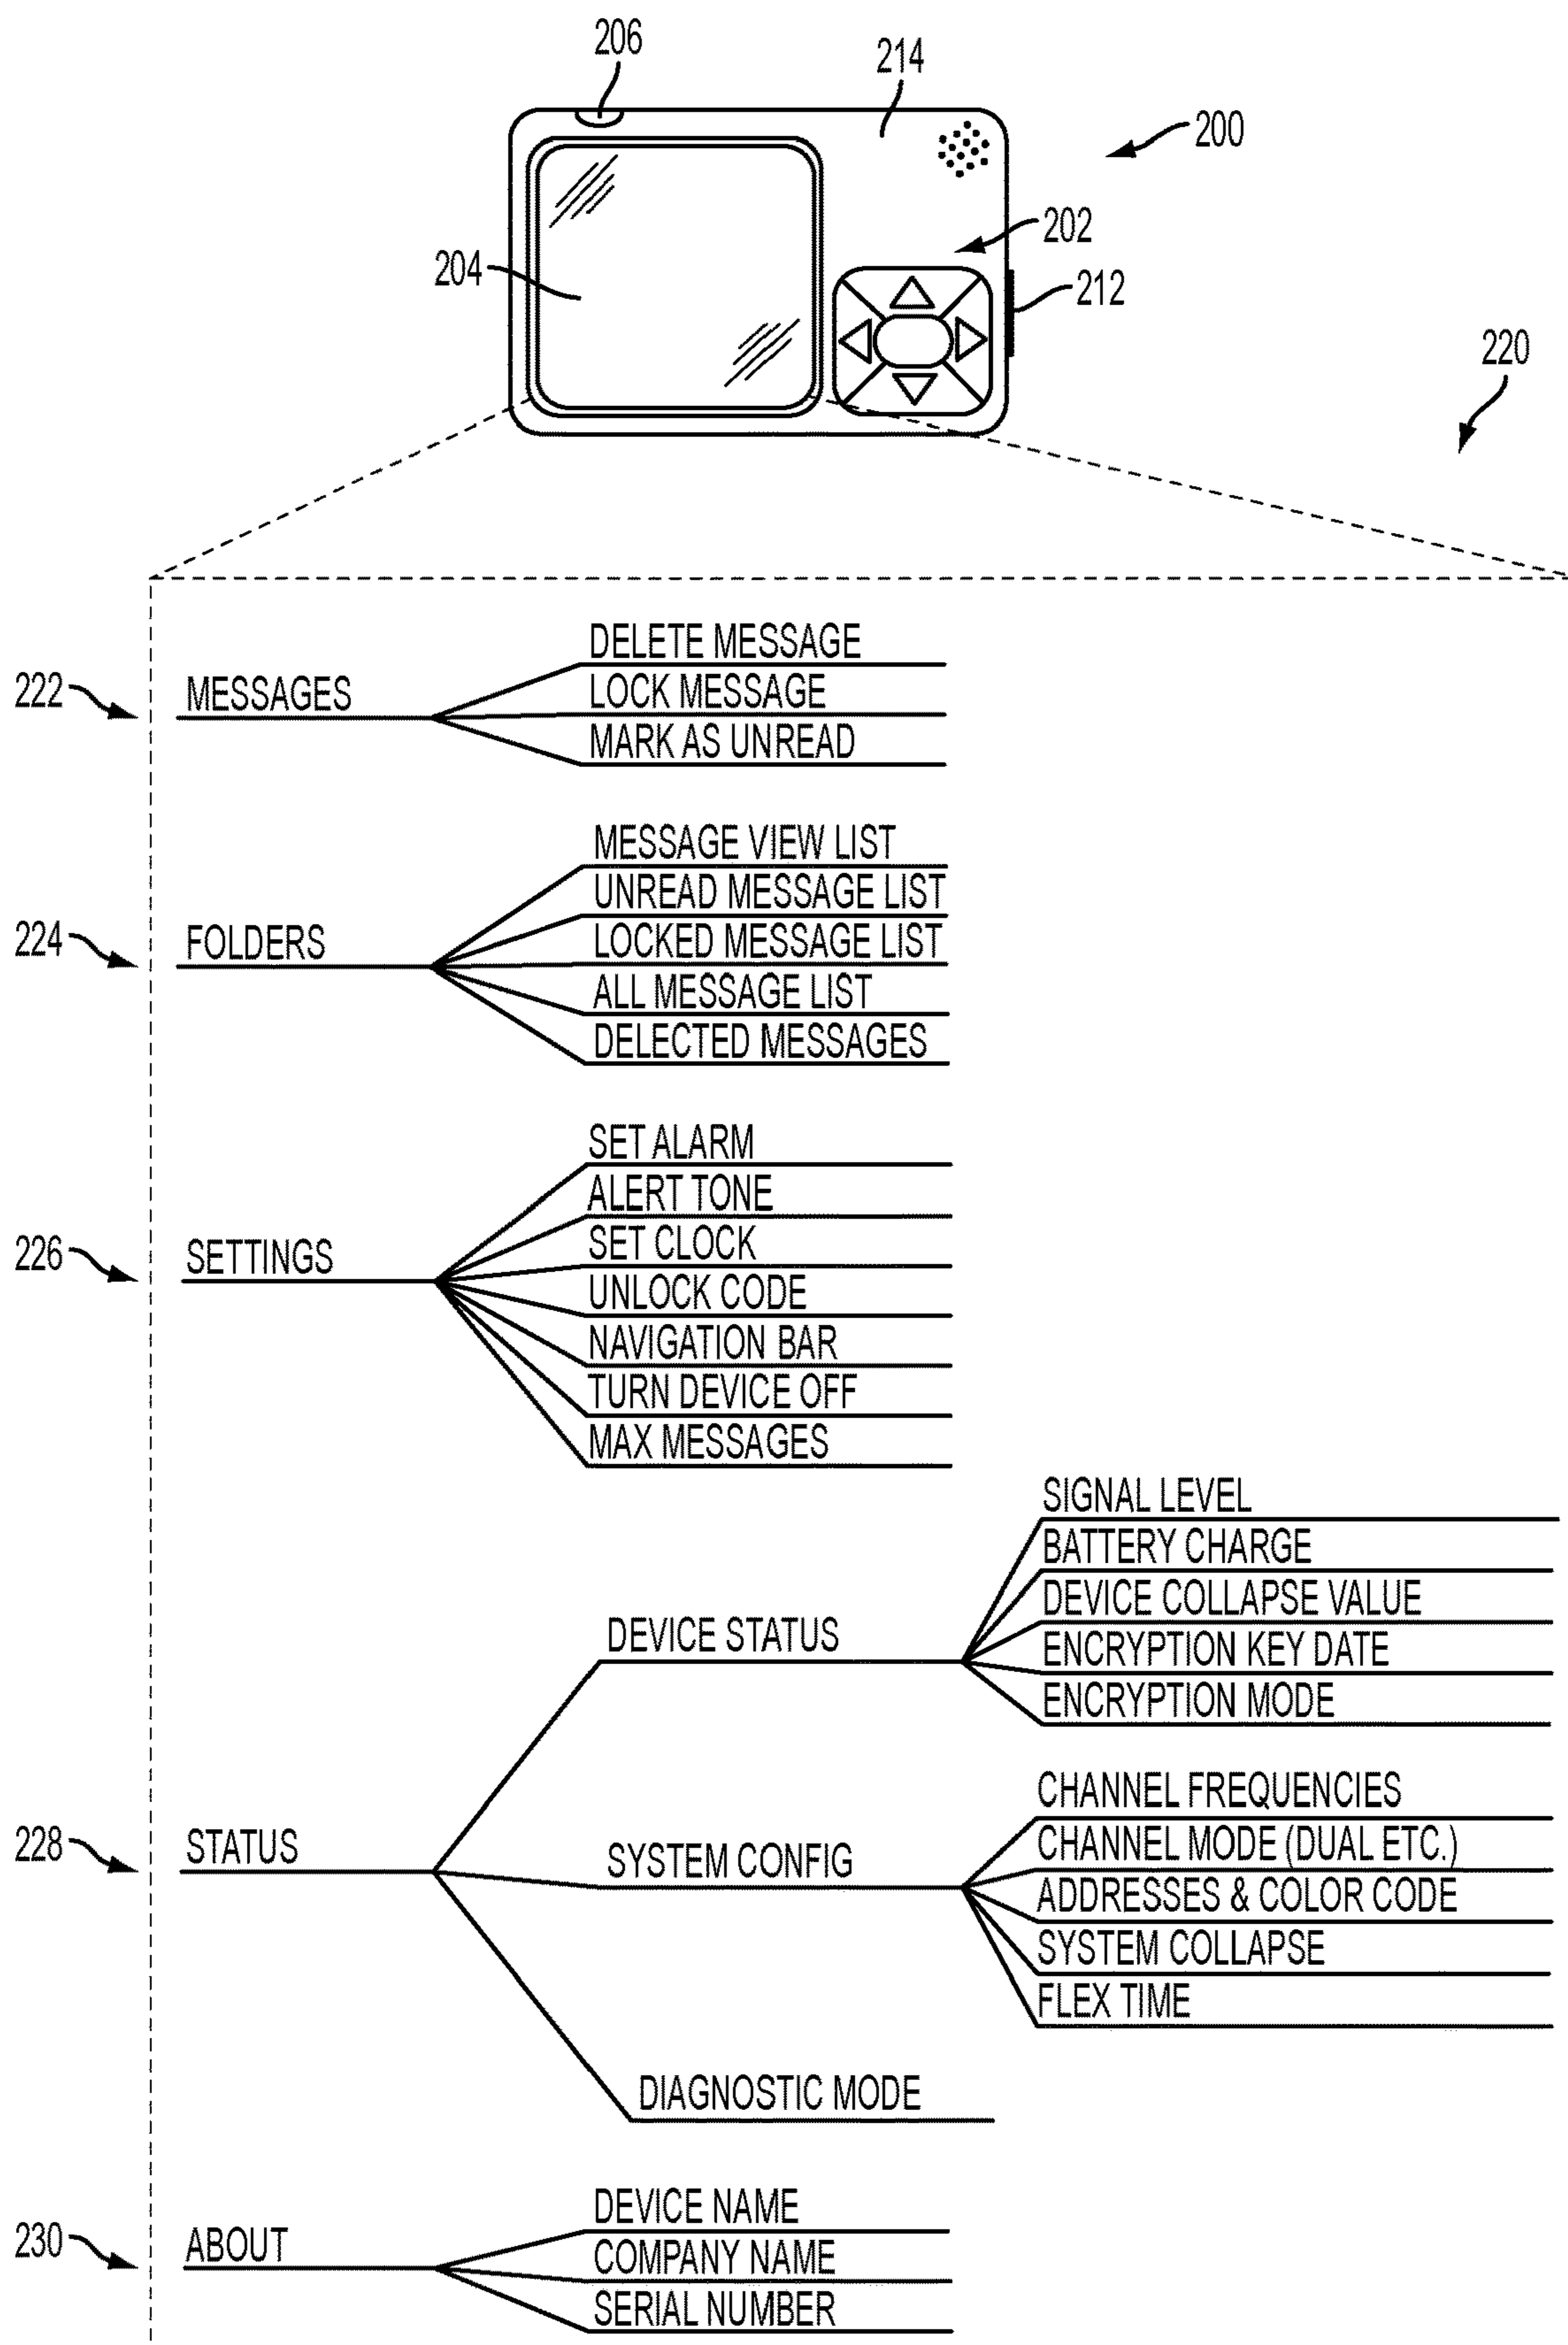 206
214
200
202
204
212
220
DELETE MESSAGE
222
MESSAGES
LOCK MESSAGE
MARK AS UNREAD
MESSAGE VIEW LIST
UNREAD MESSAGE LIST
224
FOLDERS
LOCKED MESSAGE LIST
ALL MESSAGE LIST
DELECTED MESSAGES
SET ALARM
ALERT TONE
226
SETTINGS
SET CLOCK
UNLOCK CODE
NAVIGATION BAR
TURN DEVICE OFF
MAX MESSAGES
SIGNAL LEVEL
BATTERY CHARGE
DEVICE COLLAPSE VALUE
DEVICE STATUS
ENCRYPTION KEY DATE
ENCRYPTION MODE
CHANNEL FREQUENCIES
228
STATUS
SYSTEM CONFIG
CHANNEL MODE (DUAL ETC.)
ADDRESSES & COLOR CODE
SYSTEM COLLAPSE
FLEX TIME
DIAGNOSTIC MODE
DEVICE NAME
230
ABOUT
COMPANY NAME
SERIAL NUMBER